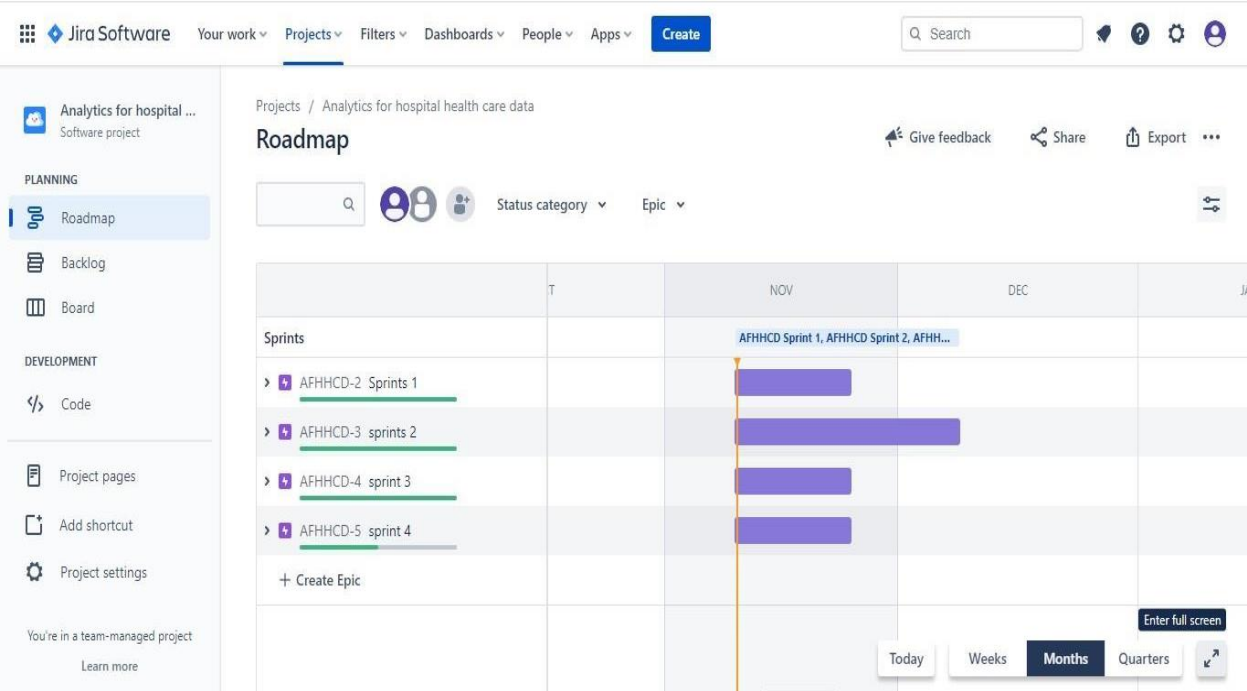 Jira Software Your work Projects Filters Dashboards People Apps Create Search
Analytics for hospital ...
Software project
PLANNING
Roadmap
Backlog
Board
DEVELOPMENT
Code
Project pages
Add shortcut
Project settings
You're in a team-managed project
Learn more
Projects / Analytics for hospital health care data
Roadmap
Give feedback Share Export
Status category Epic
T NOV DEC JA
Sprints
AFHHCD Sprint 1, AFHHCD Sprint 2, AFHH...
AFHHCD-2 Sprints 1
AFHHCD-3 sprints 2
AFHHCD-4 sprint 3
AFHHCD-5 sprint 4
+ Create Epic
Enter full screen
Today Weeks Months Quarters